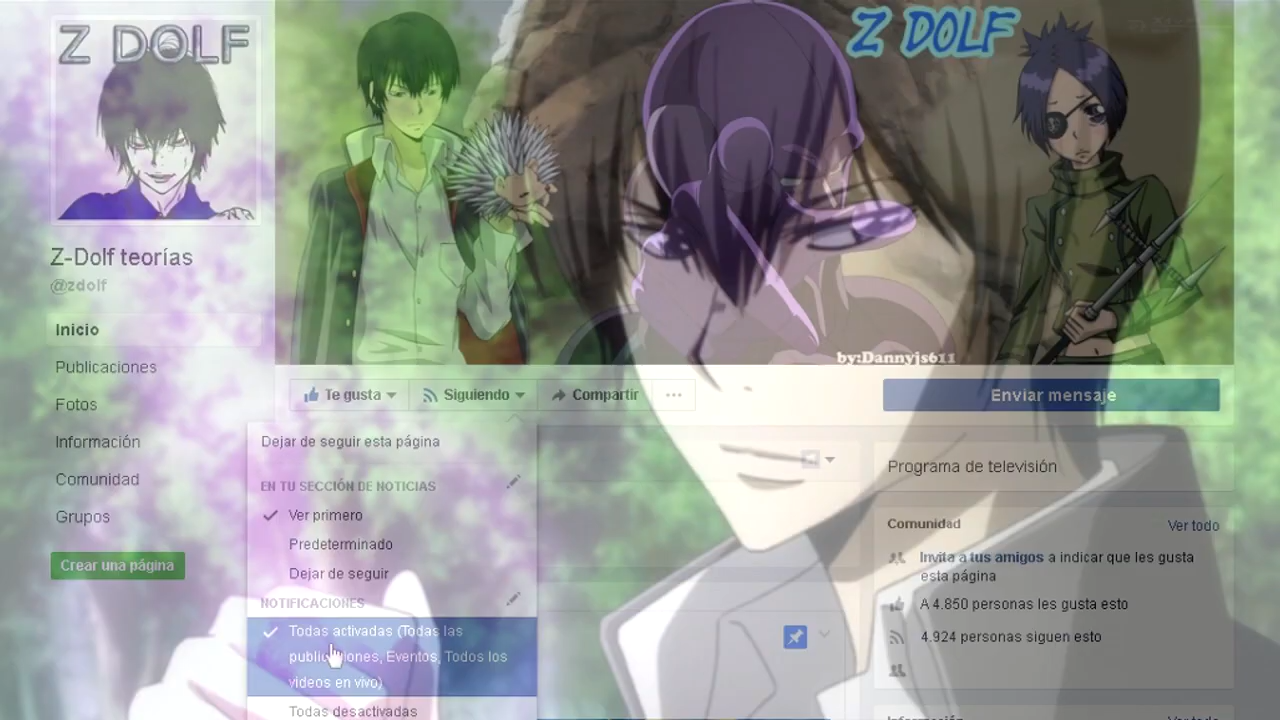 Z DOLF
Z DOLF
by:Dannyjs611
Z-Dolf teorías
@zdolf
Inicio
Publicaciones
Fotos
Información
Comunidad
Grupos
Crear una página
Te gusta
Siguiendo
Compartir
Enviar mensaje
Dejar de seguir esta página
EN TU SECCIÓN DE NOTICIAS
Ver primero
Predeterminado
Dejar de seguir
NOTIFICACIONES
Todas activadas (Todas las
publicaciones, Eventos, Todos los
videos en vivo)
Todas desactivadas
Programa de televisión
Comunidad Ver todo
Invita a tus amigos a indicar que les gusta
esta página
A 4.850 personas les gusta esto
4.924 personas siguen esto
Información Ver todo